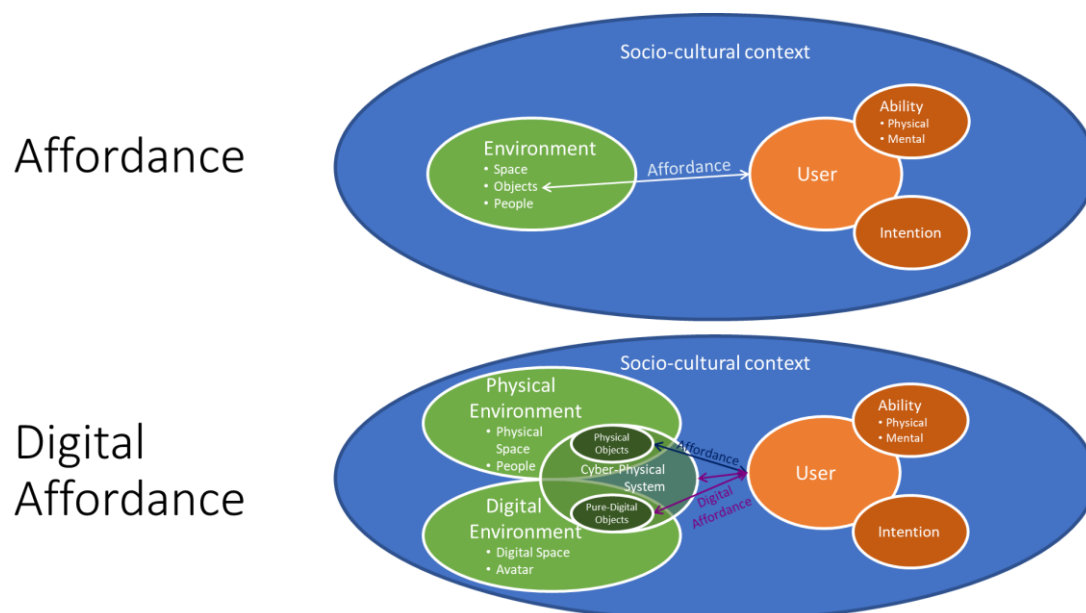 Affordance
Socio-cultural context
Environment
• Space
• Objects
• People
Affordance
User
Ability
• Physical
• Mental
Intention
Digital
Affordance
Socio-cultural context
Physical
Environment
• Physical
Space
• People
Physical
Objects
Cyber-Physical
System
Pure-Digital
Objects
Digital
Environment
• Digital Space
• Avatar
Affordance
Digital
Affordance
User
Ability
• Physical
• Mental
Intention